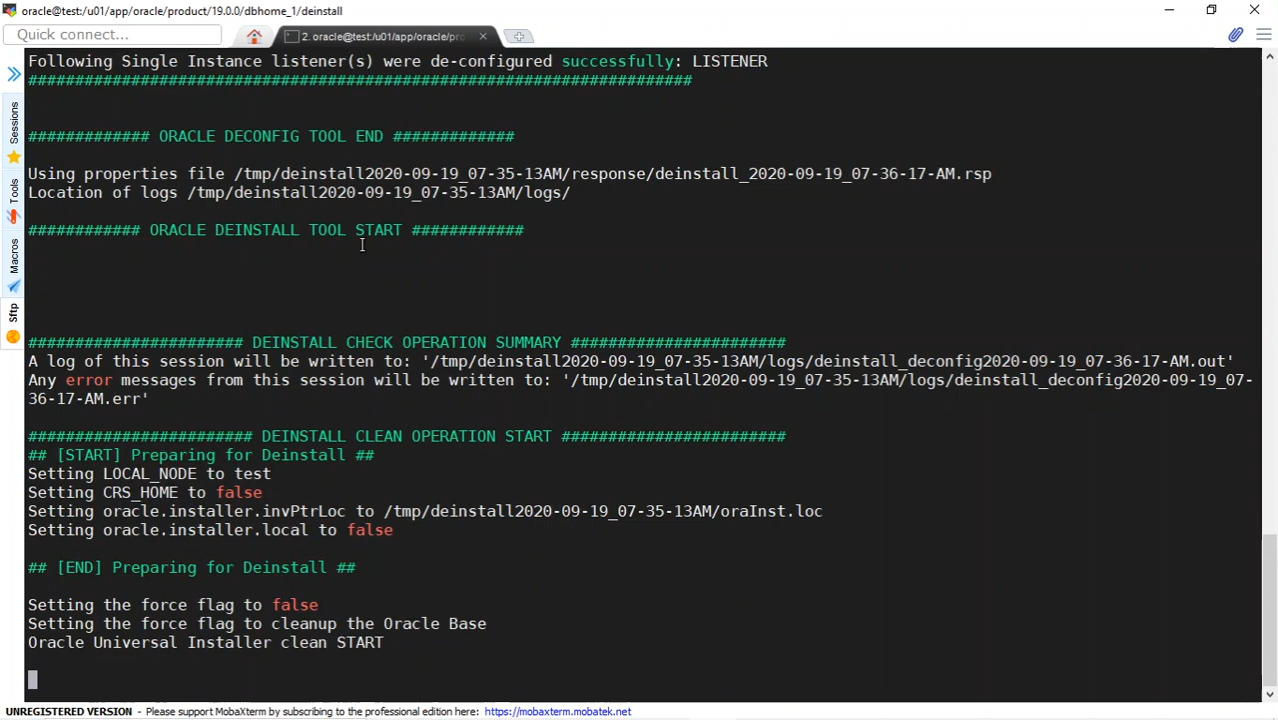 oracle@test:/u01/app/oracle/product/19.0.0/dbhome_1/deinstall
Quick connect...
2. oracle@test:/u01/app/oracle/pro
Sessions
Tools
Macros
Sftp
Following Single Instance listener(s) were de-configured successfully: LISTENER
#######################################################################
############# ORACLE DECONFIG TOOL END #############
Using properties file /tmp/deinstall2020-09-19_07-35-13AM/response/deinstall_2020-09-19_07-36-17-AM.rsp
Location of logs /tmp/deinstall2020-09-19_07-35-13AM/logs/
############ ORACLE DEINSTALL TOOL START ############
####################### DEINSTALL CHECK OPERATION SUMMARY #######################
A log of this session will be written to: '/tmp/deinstall2020-09-19_07-35-13AM/logs/deinstall_deconfig2020-09-19_07-36-17-AM.out'
Any error messages from this session will be written to: '/tmp/deinstall2020-09-19_07-35-13AM/logs/deinstall_deconfig2020-09-19_07-
36-17-AM.err'
######################## DEINSTALL CLEAN OPERATION START ########################
## [START] Preparing for Deinstall ##
Setting LOCAL_NODE to test
Setting CRS_HOME to false
Setting oracle.installer.invPtrLoc to /tmp/deinstall2020-09-19_07-35-13AM/oraInst.loc
Setting oracle.installer.local to false
## [END] Preparing for Deinstall ##
Setting the force flag to false
Setting the force flag to cleanup the Oracle Base
Oracle Universal Installer clean START
UNREGISTERED VERSION - Please support MobaXterm by subscribing to the professional edition here: https://mobaxterm.mobatek.net